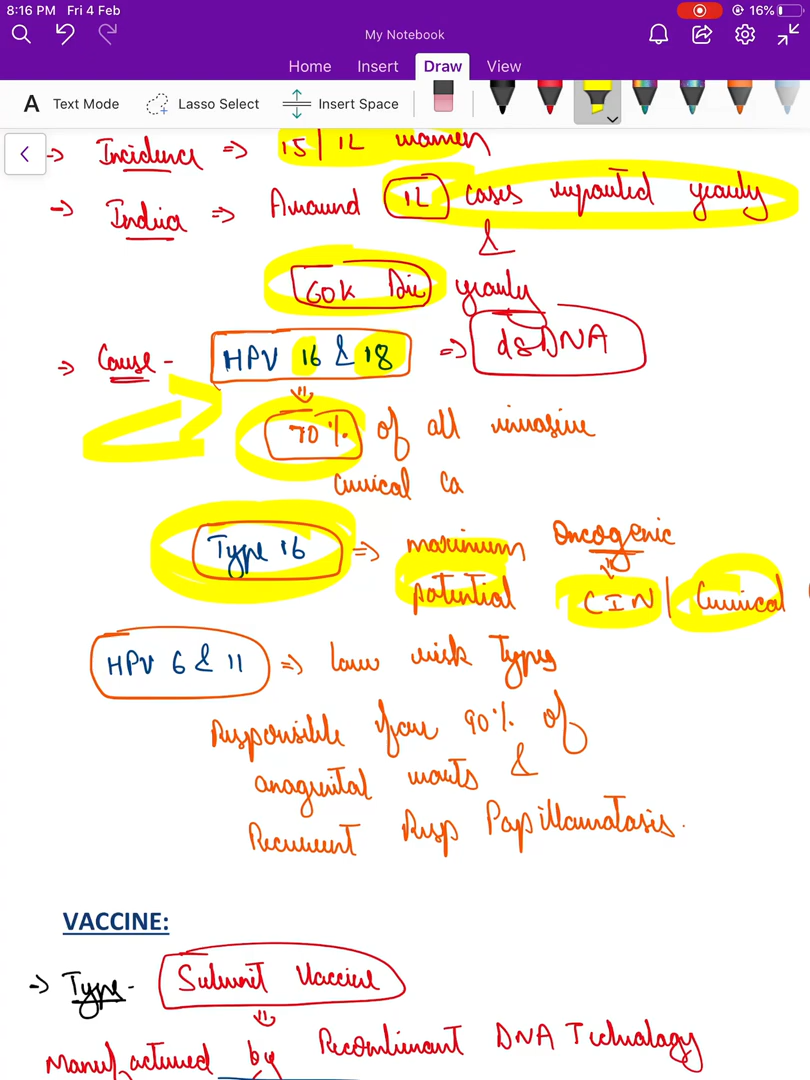 8:16 PM Fri 4 Feb 16%
My Notebook
Home Insert Draw View
A Text Mode Lasso Select Insert Space
-> Incidence => 15/1L women
-> India => Around 1L cases reported yearly
&
60K Die yearly
=> Cause - HPV 16 & 18 => dsDNA
70% of all invasive
Cervical Ca
Type 16 => maximum Oncogenic
potential CIN / Cervical
HPV 6 & 11 => Low risk Types
Responsible for 90% of
anogenital warts &
Recurrent Resp Papillomatosis.
VACCINE:
-> Type - Subunit Vaccine
Manufactured by Recombinant DNA Technology